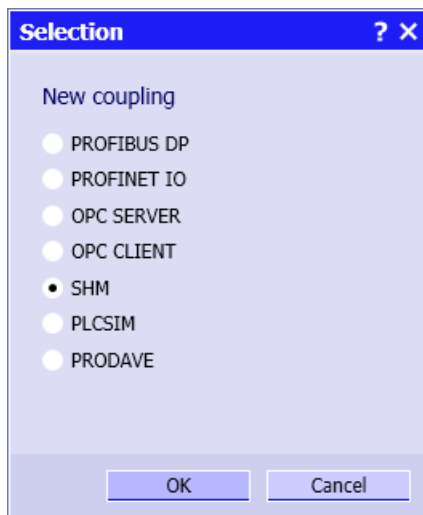 Selection ? ×
New coupling
PROFIBUS DP
PROFINET IO
OPC SERVER
OPC CLIENT
SHM
PLCSIM
PRODAVE
OK Cancel